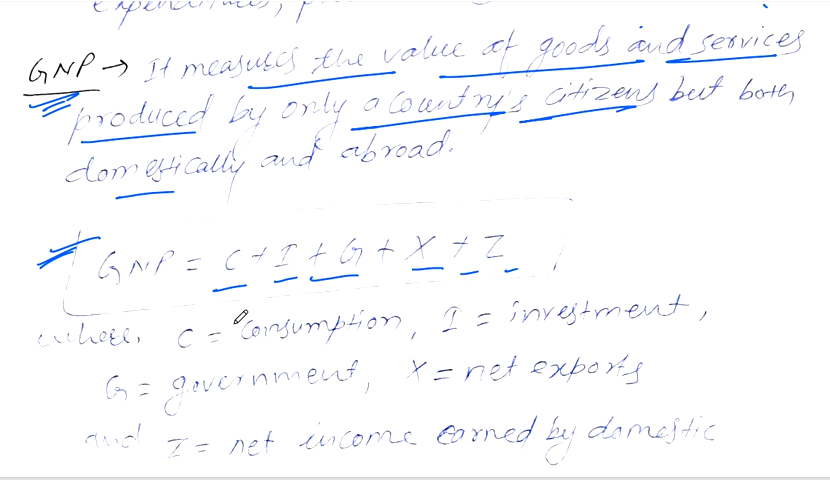 GNP → It measures the value of goods and services
produced by only a country's citizens but both
domestically and abroad.
GNP = C + I + G + X + Z
where, C = Consumption, I = investment,
G = government, X = net exports
and Z = net income earned by domestic